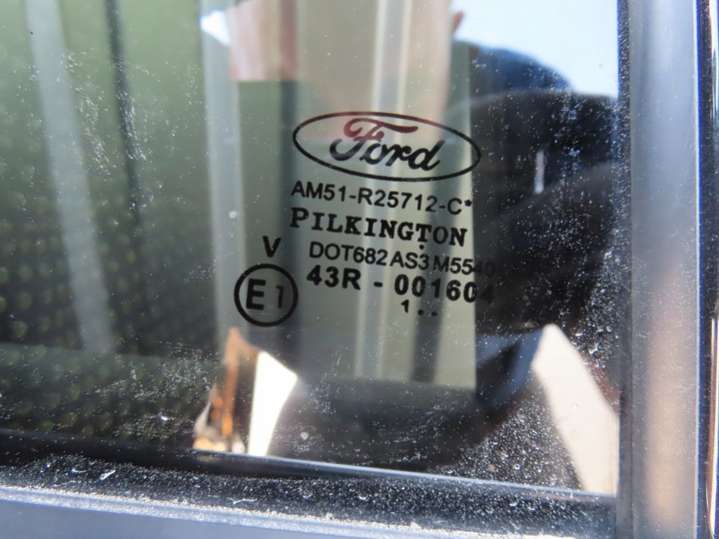 Ford
AM51-R25712-C*
PILKINGTON
V
DOT682 AS3 M5540
E1
43R - 001604
1 . .